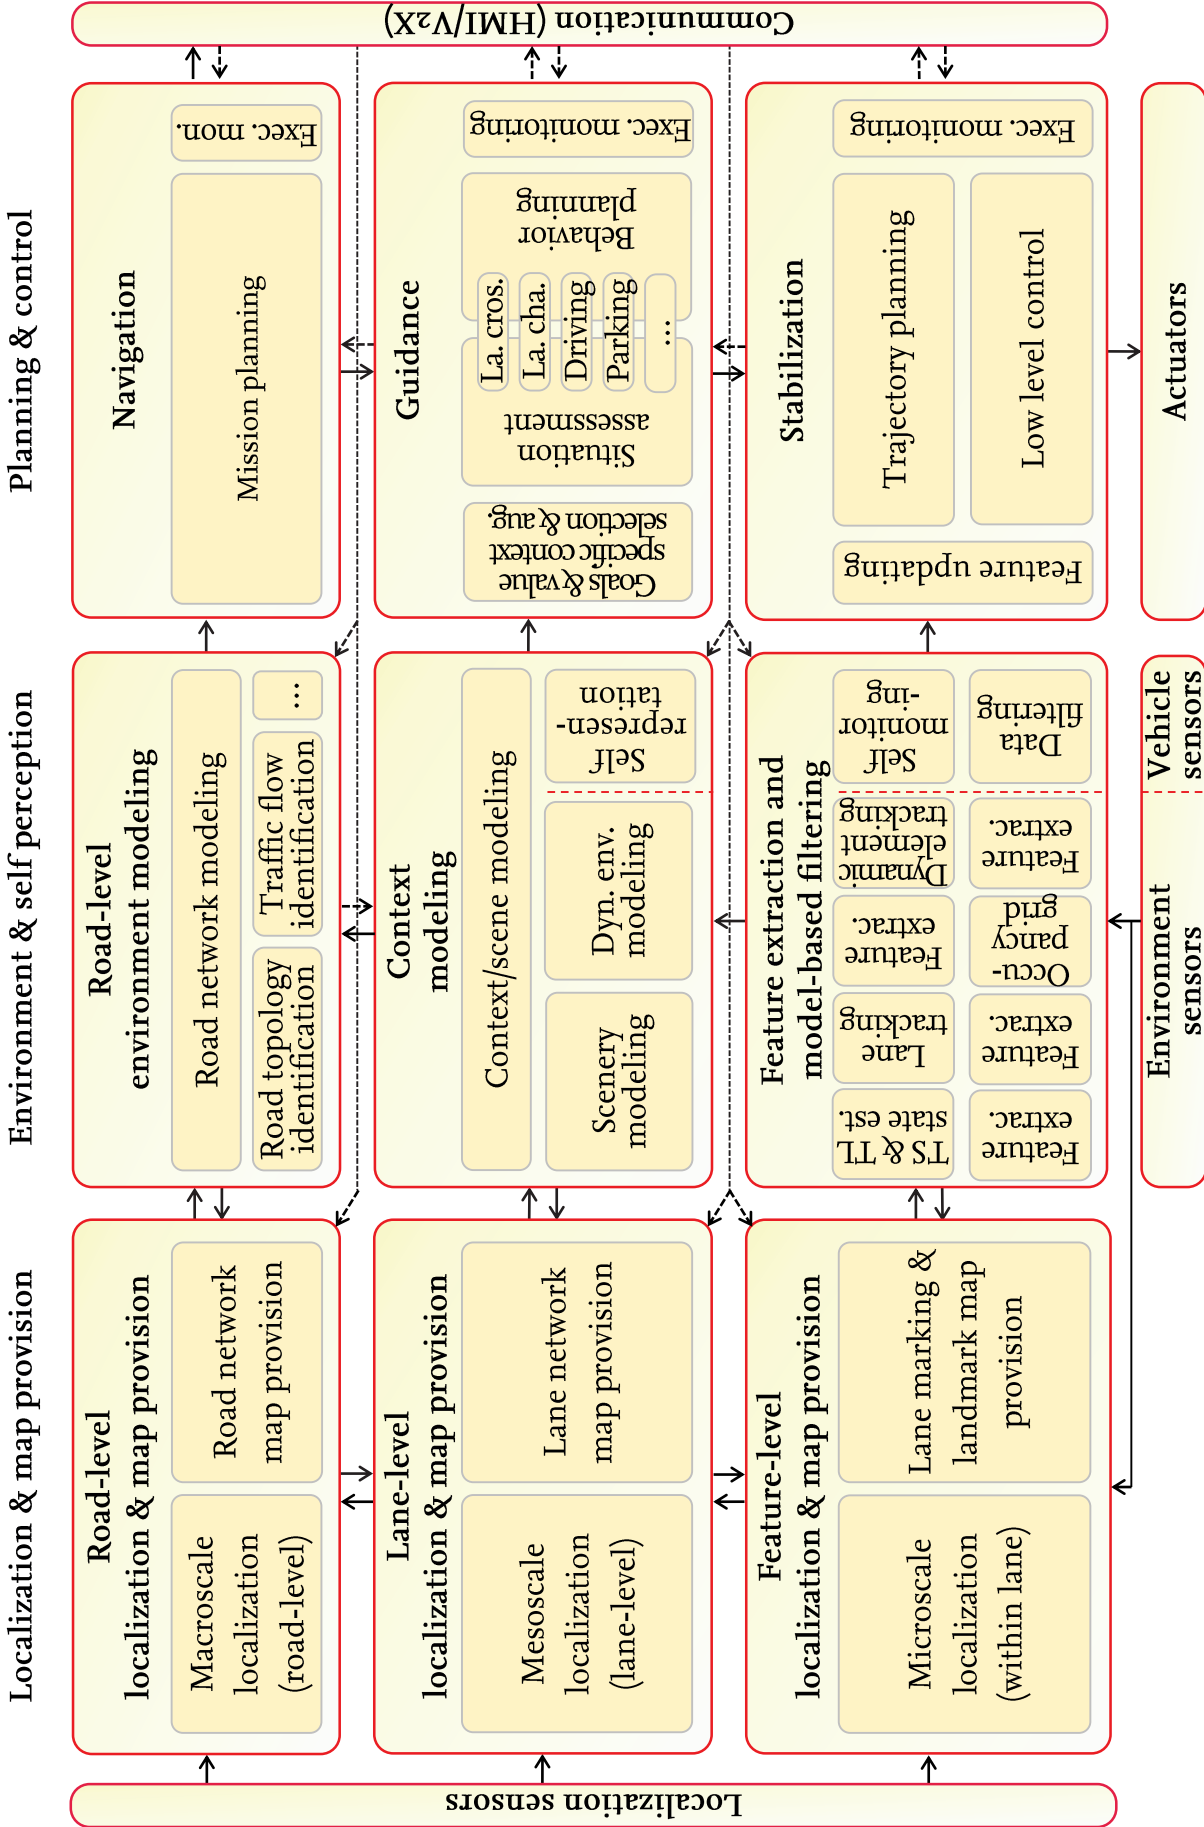 Localization & map provision
Environment & self perception
Planning & control
Localization sensors
Road-level
localization & map provision
Macroscale
localization
(road-level)
Road network
map provision
Road-level
environment modeling
Road network modeling
Road topology
identification
Traffic flow
identification
...
Navigation
Mission planning
Exec. mon.
Communication (HMI/V2X)
Lane-level
localization & map provision
Mesoscale
localization
(lane-level)
Lane network
map provision
Context
modeling
Context/scene modeling
Scenery
modeling
Dyn. env.
modeling
Self
represen-
tation
Guidance
Goals & value
specific context
selection & aug.
Situation
assessment
La. cros.
La. cha.
Driving
Parking
...
Behavior
planning
Exec. monitoring
Feature-level
localization & map provision
Microscale
localization
(within lane)
Lane marking &
landmark map
provision
Feature extraction and
model-based filtering
TS & TL
state est.
Lane
tracking
Feature
extrac.
Dynamic
element
tracking
Self
monitor
-ing
Feature
extrac.
Feature
extrac.
Occu-
pancy
grid
Feature
extrac.
Data
filtering
Stabilization
Feature updating
Trajectory planning
Low level control
Exec. monitoring
Environment
sensors
Vehicle
sensors
Actuators